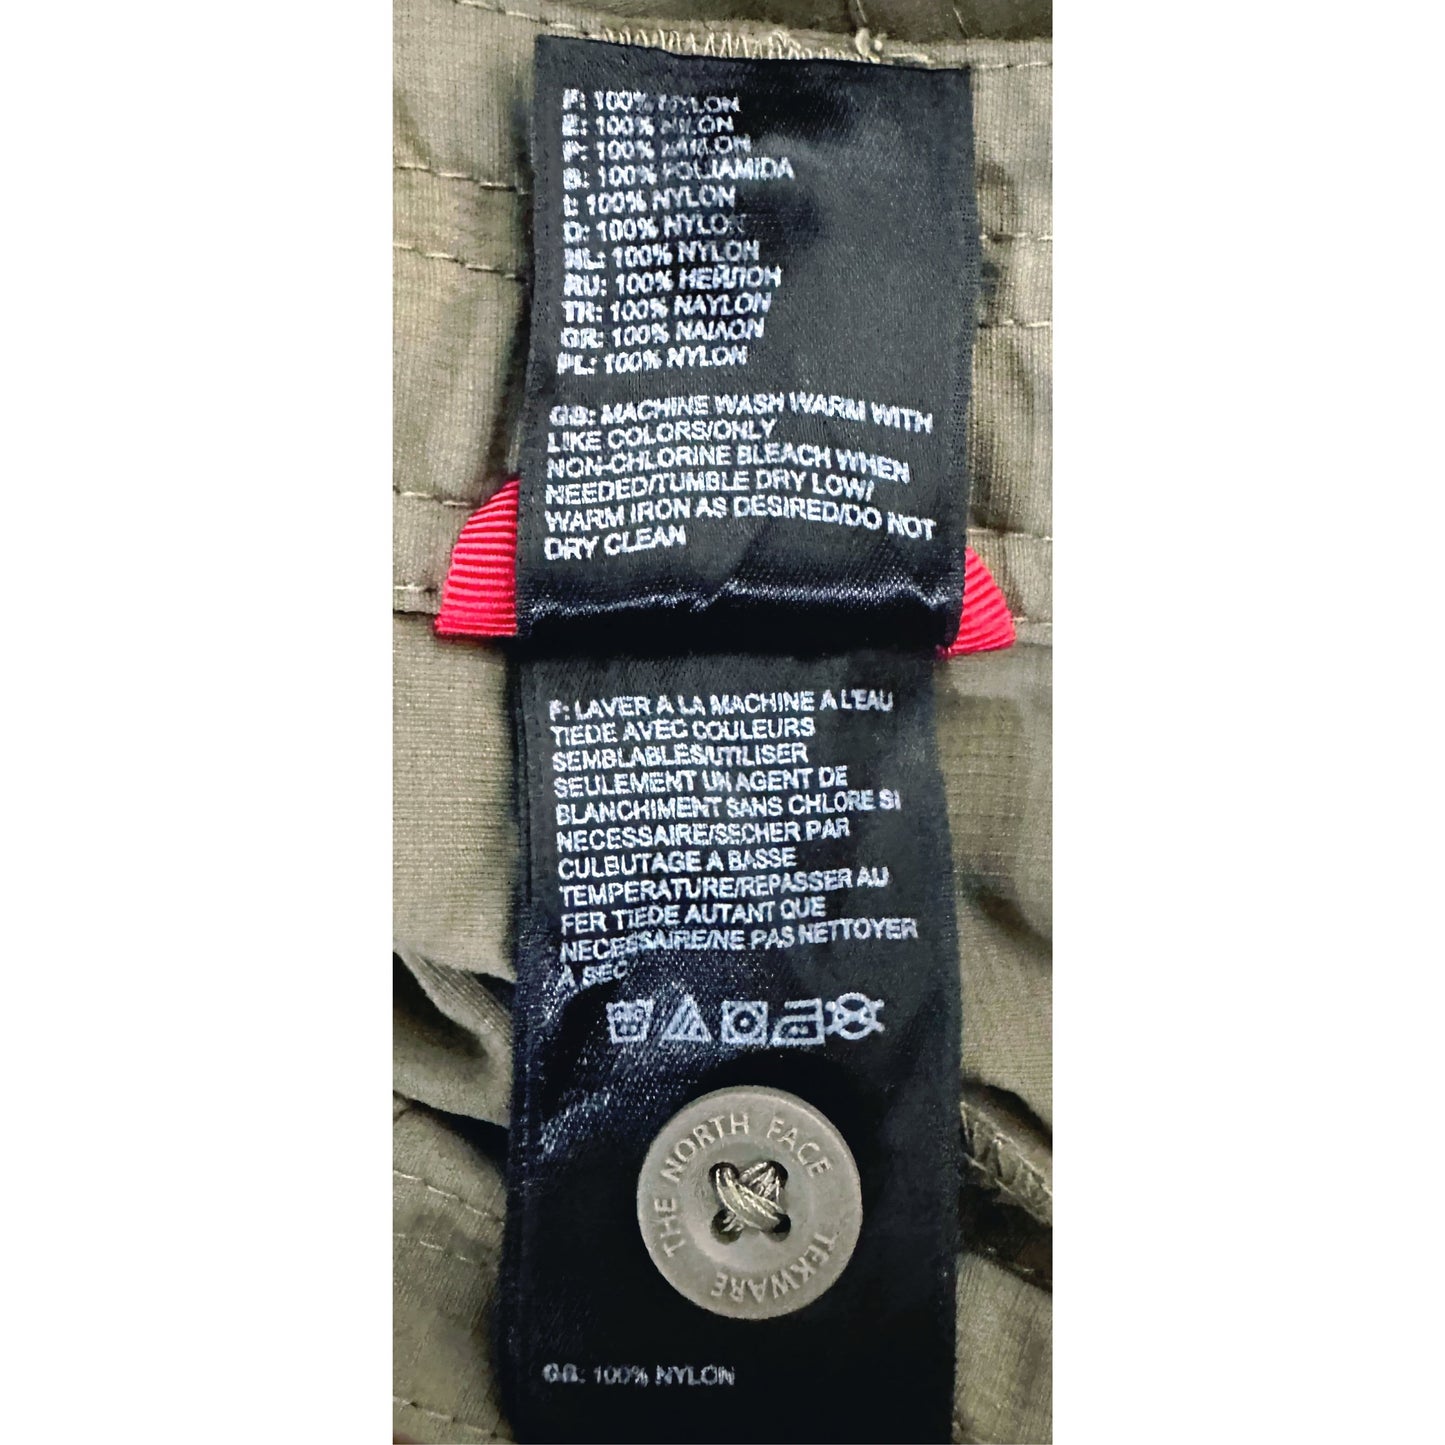 F: 100% NYLON
E: 100% NYLON
P: 100% NAILON
B: 100% POLIAMIDA
I: 100% NYLON
D: 100% NYLON
NL: 100% NYLON
RU: 100% НЕЙЛОН
TR: 100% NAYLON
GR: 100% ΝΑΙΛΟΝ
PL: 100% NYLON
GB: MACHINE WASH WARM WITH
LIKE COLORS/ONLY
NON-CHLORINE BLEACH WHEN
NEEDED/TUMBLE DRY LOW/
WARM IRON AS DESIRED/DO NOT
DRY CLEAN
F: LAVER A LA MACHINE A L'EAU
TIEDE AVEC COULEURS
SEMBLABLES/UTILISER
SEULEMENT UN AGENT DE
BLANCHIMENT SANS CHLORE SI
NECESSAIRE/SECHER PAR
CULBUTAGE A BASSE
TEMPERATURE/REPASSER AU
FER TIEDE AUTANT QUE
NECESSAIRE/NE PAS NETTOYER
A SEC
THE NORTH FACE
TEKWARE
GB: 100% NYLON